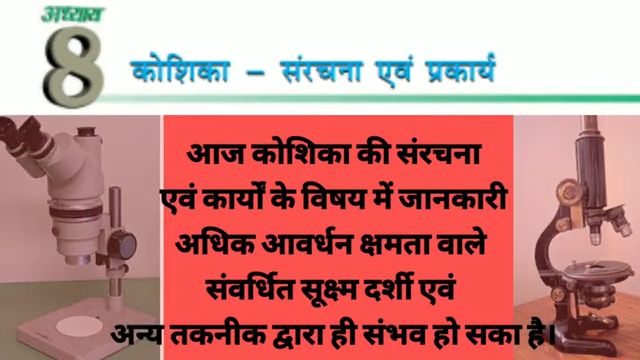 अध्याय
8
कोशिका – संरचना एवं प्रकार्य
आज कोशिका की संरचना
एवं कार्यों के विषय में जानकारी
अधिक आवर्धन क्षमता वाले
संवर्धित सूक्ष्म दर्शी एवं
अन्य तकनीक द्वारा ही संभव हो सका है।